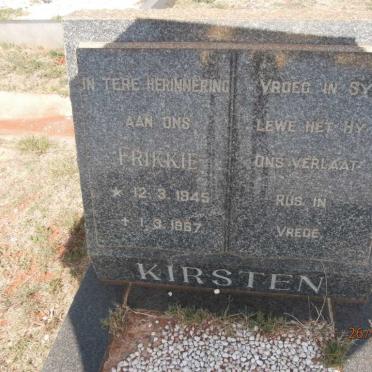 IN TERE HERINNERING
AAN ONS
FRIKKIE
* 12.3.1945
+ 1.3.1967
VROEG IN SY
LEWE HET HY
ONS VERLAAT
RUS IN
VREDE
KIRSTEN